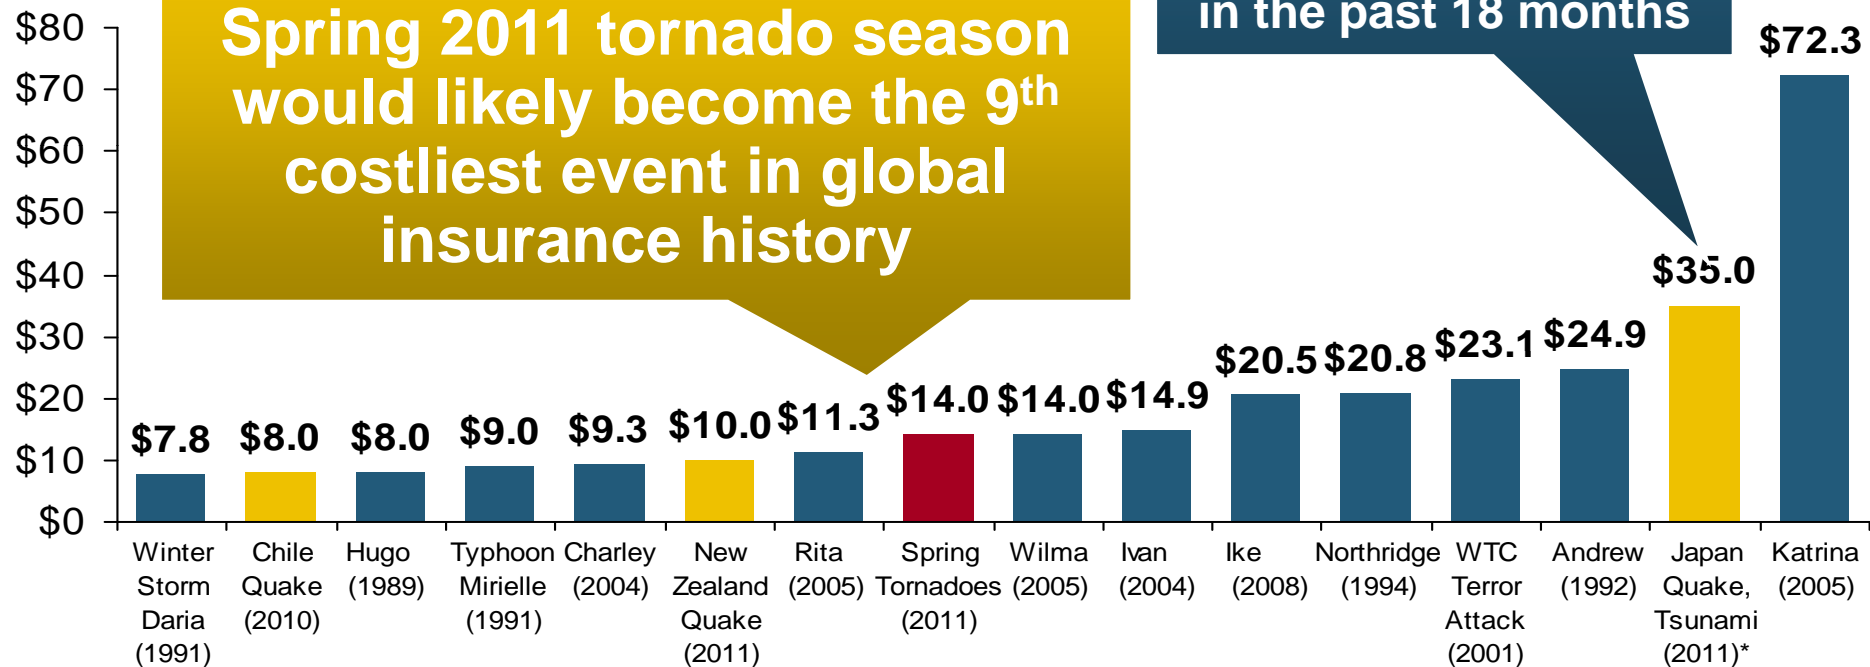 Spring 2011 tornado season
would likely become the 9th
costliest event in global
insurance history
in the past 18 months
$80
$70
$60
$50
$40
$30
$20
$10
$0
$7.8
$8.0
$8.0
$9.0
$9.3
$10.0
$11.3
$14.0
$14.0
$14.9
$20.5
$20.8
$23.1
$24.9
$35.0
$72.3
Winter
Storm
Daria
(1991)
Chile
Quake
(2010)
Hugo
(1989)
Typhoon
Mirielle
(1991)
Charley
(2004)
New
Zealand
Quake
(2011)
Rita
(2005)
Spring
Tornadoes
(2011)
Wilma
(2005)
Ivan
(2004)
Ike
(2008)
Northridge
(1994)
WTC
Terror
Attack
(2001)
Andrew
(1992)
Japan
Quake,
Tsunami
(2011)*
Katrina
(2005)